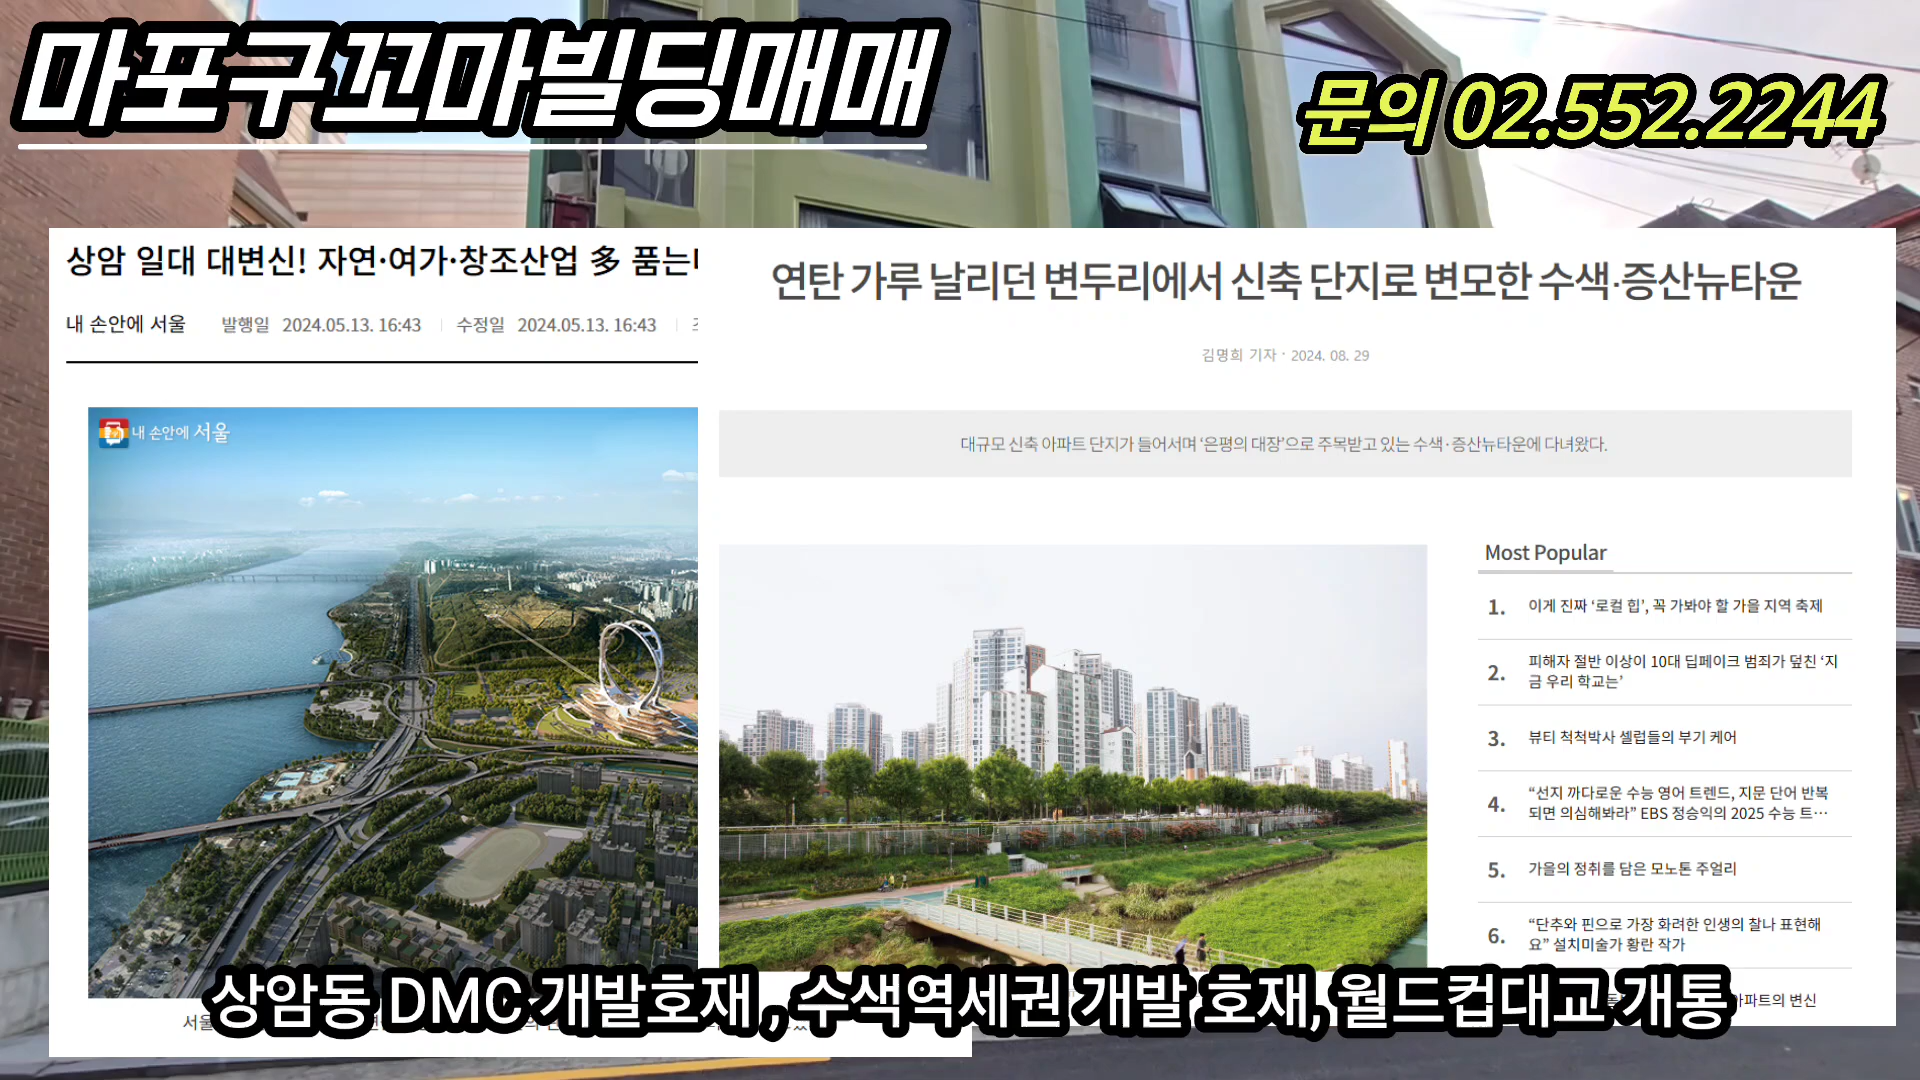 마포구꼬마빌딩매매
문의 02.552.2244
상암 일대 대변신! 자연·여가·창조산업 多 품는
내 손안에 서울 발행일 2024.05.13. 16:43 수정일 2024.05.13. 16:43
내 손안에 서울
연탄 가루 날리던 변두리에서 신축 단지로 변모한 수색·증산뉴타운
김명희 기자 · 2024. 08. 29
대규모 신축 아파트 단지가 들어서며 ‘은평의 대장’으로 주목받고 있는 수색·증산뉴타운에 다녀왔다.
Most Popular
1. 이게 진짜 ‘로컬 힙’, 꼭 가봐야 할 가을 지역 축제
2. 피해자 절반 이상이 10대 딥페이크 범죄가 덮친 ‘지
금 우리 학교는’
3. 뷰티 척척박사 셀럽들의 부기 케어
4. “선지 까다로운 수능 영어 트렌드, 지문 단어 반복
되면 의심해봐라” EBS 정승익의 2025 수능 트…
5. 가을의 정취를 담은 모노톤 주얼리
6. “단추와 핀으로 가장 화려한 인생의 찰나 표현해
요” 설치미술가 황란 작가
아파트의 변신
서울
상암동 DMC 개발호재 , 수색역세권 개발 호재, 월드컵대교 개통